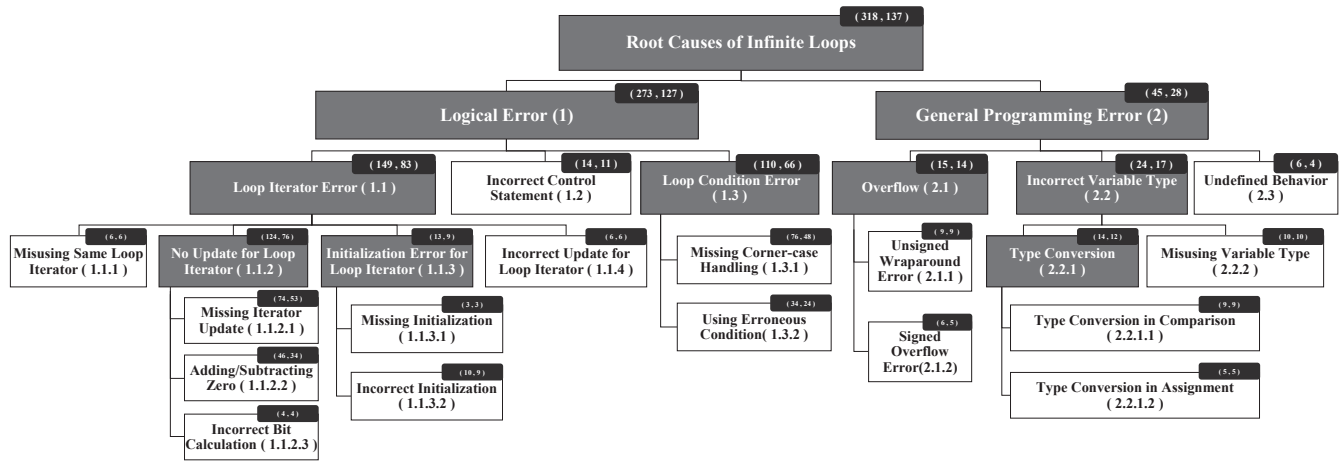 ( 318 , 137 )
Root Causes of Infinite Loops
( 273 , 127 )
Logical Error (1)
( 45 , 28 )
General Programming Error (2)
( 149 , 83 )
Loop Iterator Error ( 1.1 )
( 14 , 11 )
Incorrect Control
Statement ( 1.2 )
( 110 , 66 )
Loop Condition Error
( 1.3 )
( 15 , 14 )
Overflow ( 2.1 )
( 24 , 17 )
Incorrect Variable Type
( 2.2 )
( 6 , 4 )
Undefined Behavior
( 2.3 )
( 6 , 6 )
Misusing Same Loop
Iterator ( 1.1.1 )
( 124, 76 )
No Update for Loop
Iterator ( 1.1.2 )
( 13 , 9 )
Initialization Error for
Loop Iterator ( 1.1.3 )
( 6 , 6 )
Incorrect Update for
Loop Iterator ( 1.1.4 )
( 76 , 48 )
Missing Corner-case
Handling ( 1.3.1 )
( 9 , 9 )
Unsigned
Wraparound
Error ( 2.1.1 )
( 14 , 12 )
Type Conversion
( 2.2.1 )
( 10 , 10 )
Misusing Variable Type
( 2.2.2 )
( 74 , 53 )
Missing Iterator
Update ( 1.1.2.1 )
( 3 , 3 )
Missing Initialization
( 1.1.3.1 )
( 34 , 24 )
Using Erroneous
Condition( 1.3.2 )
( 6 , 5 )
Signed
Overflow
Error(2.1.2)
( 9 , 9 )
Type Conversion in Comparison
( 2.2.1.1 )
( 46 , 34 )
Adding/Subtracting
Zero ( 1.1.2.2 )
( 10 , 9 )
Incorrect Initialization
( 1.1.3.2 )
( 5 , 5 )
Type Conversion in Assignment
( 2.2.1.2 )
( 4 , 4 )
Incorrect Bit
Calculation ( 1.1.2.3 )